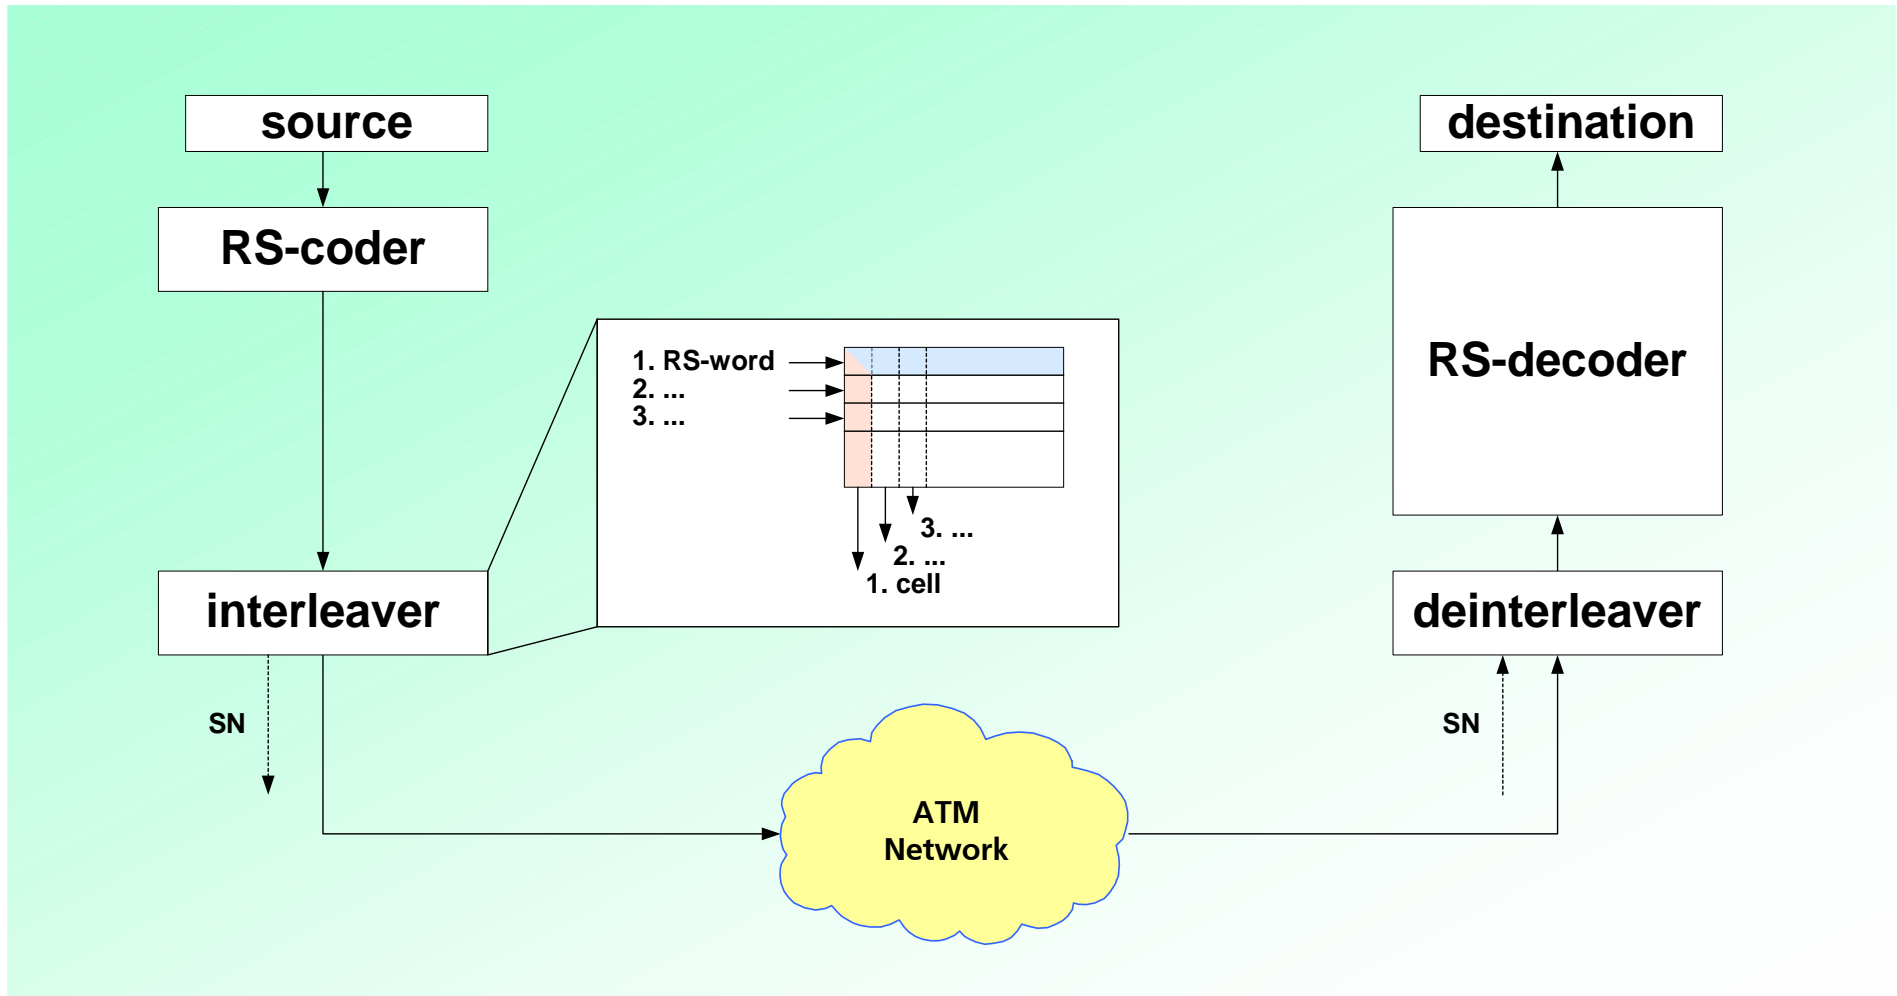 source
destination
RS-coder
RS-decoder
1. RS-word
2. ...
3. ...
3. ...
2. ...
1. cell
interleaver
deinterleaver
SN
SN
ATM
Network